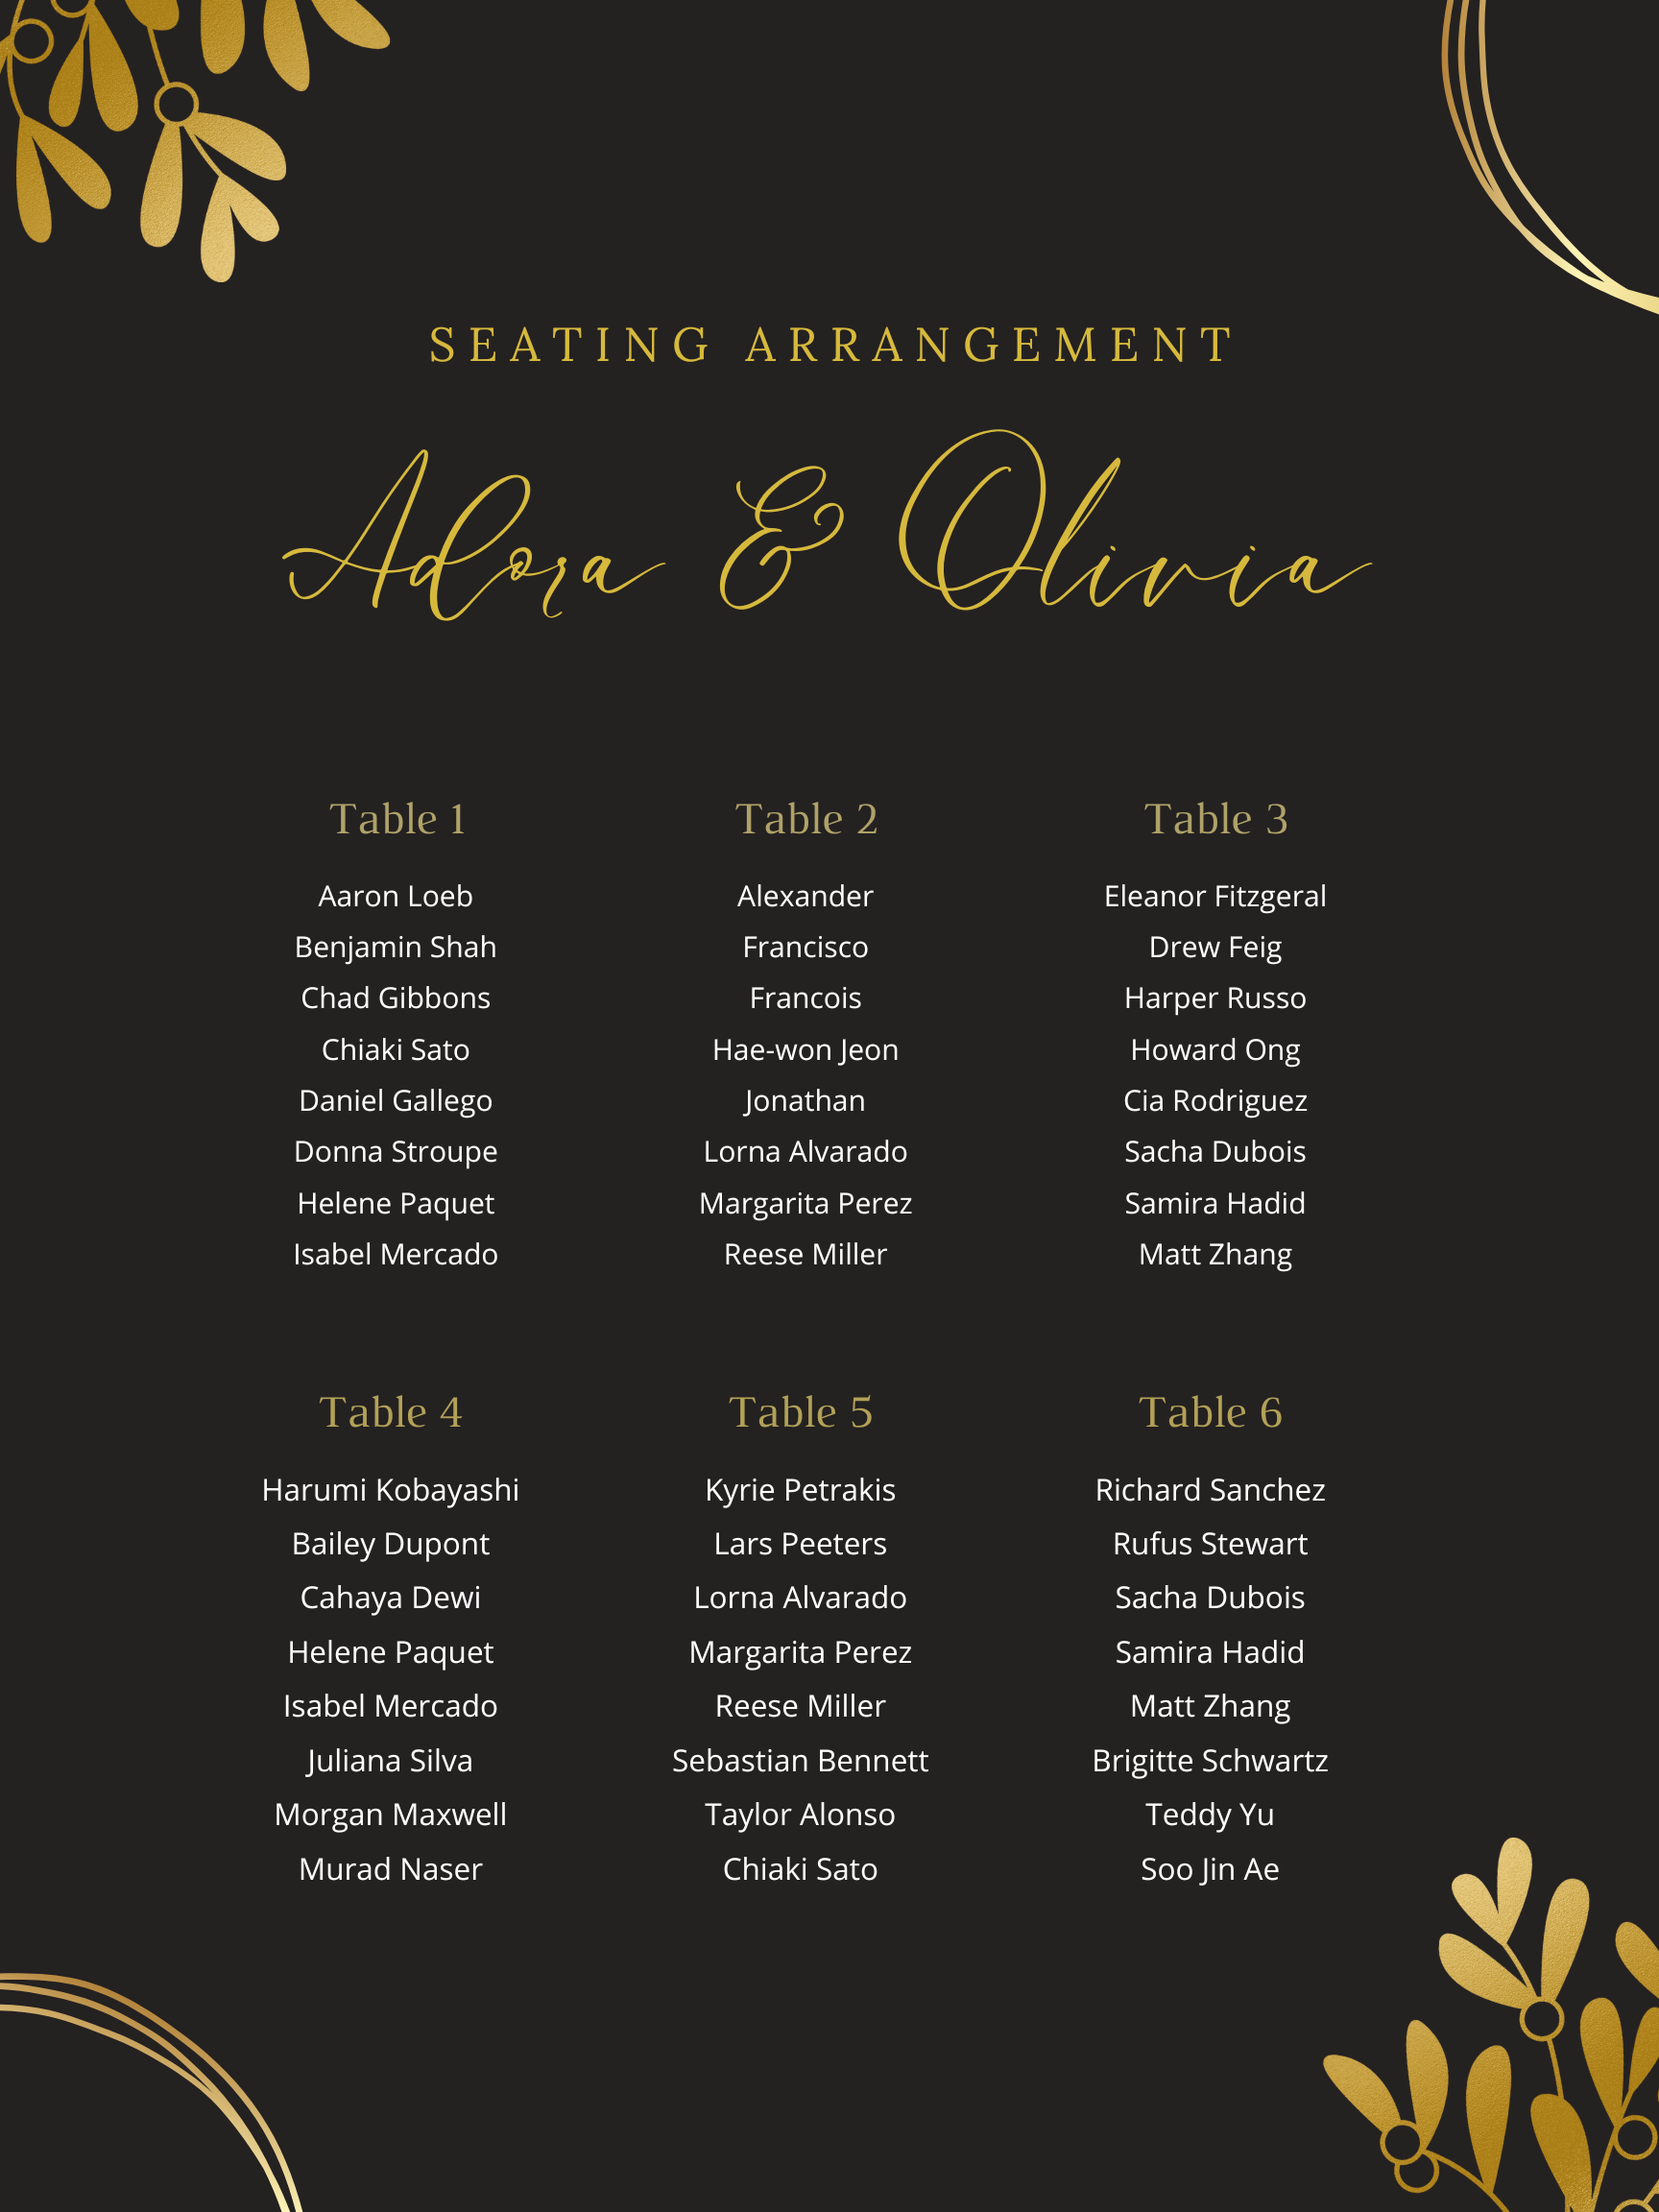 SEATING ARRANGEMENT
Adora & Olivia
Table 1
Aaron Loeb
Benjamin Shah
Chad Gibbons
Chiaki Sato
Daniel Gallego
Donna Stroupe
Helene Paquet
Isabel Mercado
Table 2
Alexander
Francisco
Francois
Hae-won Jeon
Jonathan
Lorna Alvarado
Margarita Perez
Reese Miller
Table 3
Eleanor Fitzgeral
Drew Feig
Harper Russo
Howard Ong
Cia Rodriguez
Sacha Dubois
Samira Hadid
Matt Zhang
Table 4
Harumi Kobayashi
Bailey Dupont
Cahaya Dewi
Helene Paquet
Isabel Mercado
Juliana Silva
Morgan Maxwell
Murad Naser
Table 5
Kyrie Petrakis
Lars Peeters
Lorna Alvarado
Margarita Perez
Reese Miller
Sebastian Bennett
Taylor Alonso
Chiaki Sato
Table 6
Richard Sanchez
Rufus Stewart
Sacha Dubois
Samira Hadid
Matt Zhang
Brigitte Schwartz
Teddy Yu
Soo Jin Ae